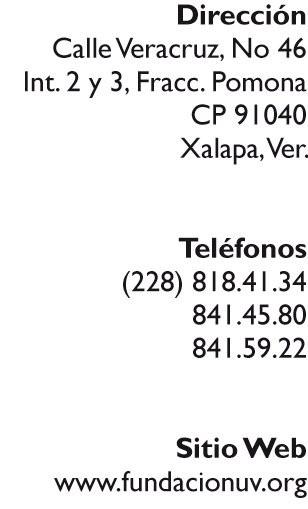 Dirección
Calle Veracruz, No 46
Int. 2 y 3, Fracc. Pomona
CP 91040
Xalapa, Ver.
Teléfonos
(228) 818.41.34
841.45.80
841.59.22
Sitio Web
www.fundacionuv.org